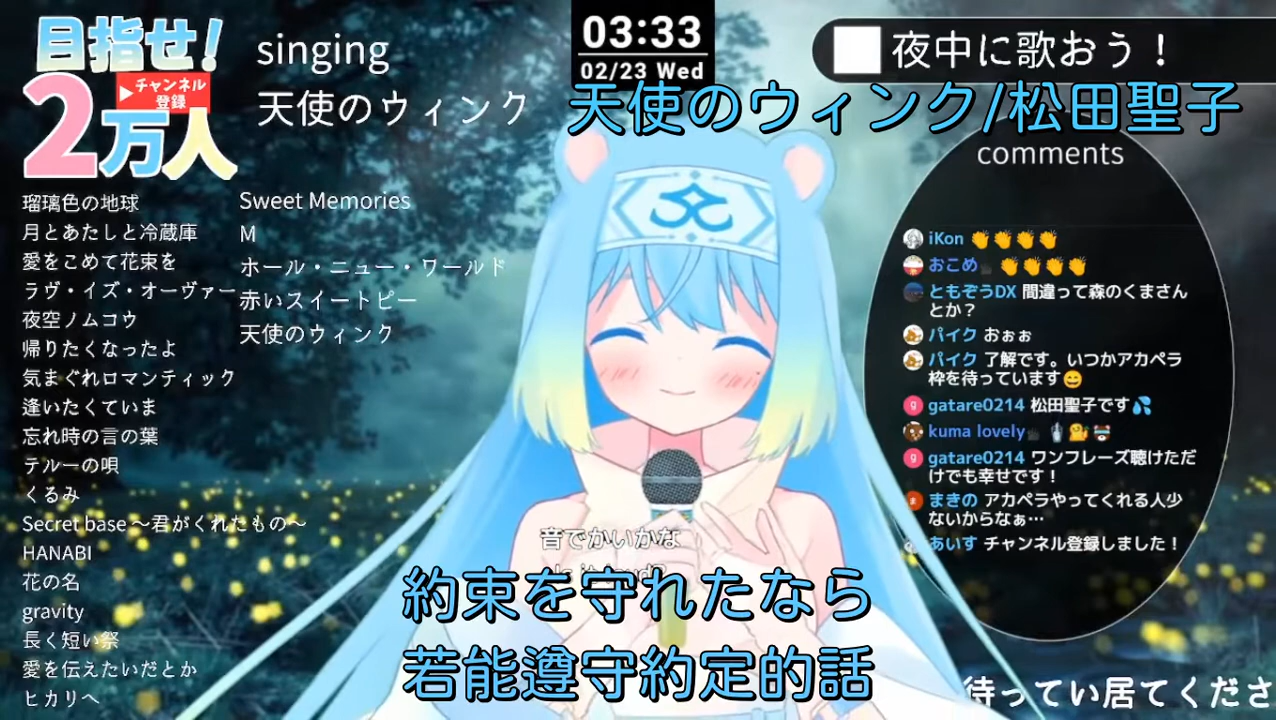 目指せ!
チャンネル
登録
2万人
singing
天使のウィンク
03:33
02/23 Wed
夜中に歌おう！
天使のウィンク/松田聖子
瑠璃色の地球
月とあたしと冷蔵庫
愛をこめて花束を
ラヴ・イズ・オーヴァー
夜空ノムコウ
帰りたくなったよ
気まぐれロマンティック
逢いたくていま
忘れ時の言の葉
テルーの唄
くるみ
Secret base ～君がくれたもの～
HANABI
花の名
gravity
長く短い祭
愛を伝えたいだとか
ヒカリへ
Sweet Memories
M
ホール・ニュー・ワールド
赤いスイートピー
天使のウィンク
comments
iKon 👏👏👏👏
おこめ 👏👏👏👏
ともぞうDX 間違って森のくまさん
とか？
パイク おぉぉ
パイク 了解です。いつかアカペラ
枠を待っています😄
gatare0214 松田聖子です💦
kuma lovely
gatare0214 ワンフレーズ聴けただ
けでも幸せです！
まきの アカペラやってくれる人少
ないからなぁ…
あいす チャンネル登録しました！
音でかいかな
約束を守れたなら
若能遵守約定的話
待ってい居てくださ